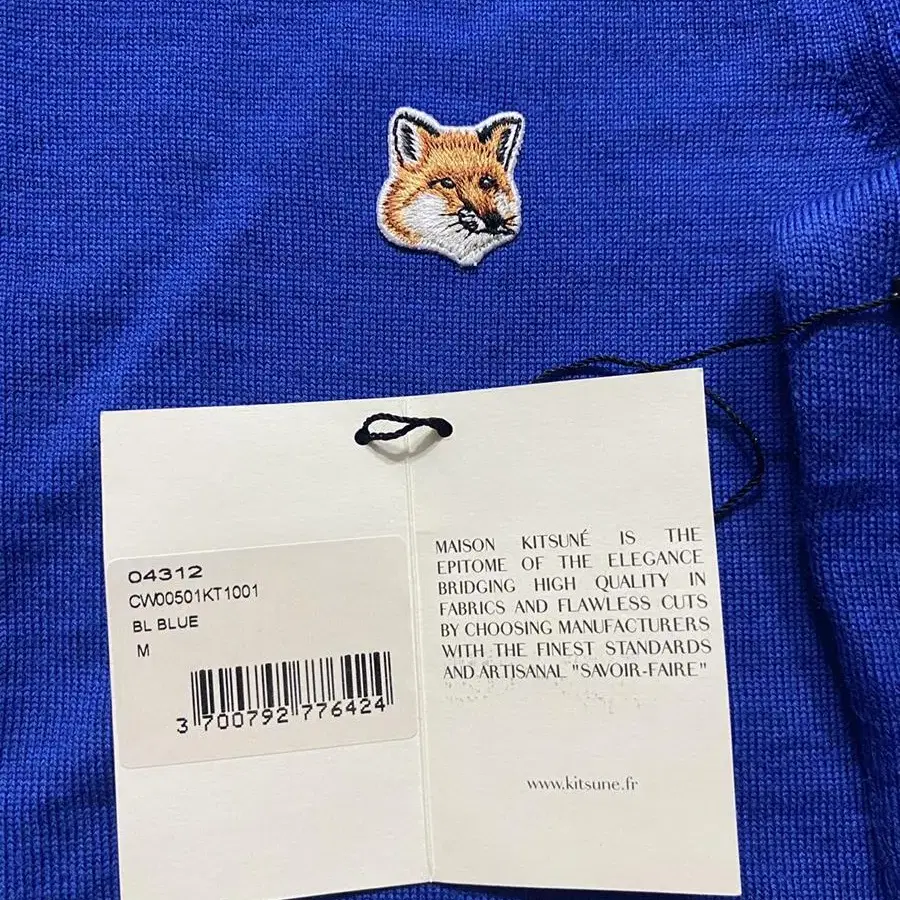 04312
CW00501KT1001
BL BLUE
M
3 700792 776424
MAISON KITSUNÉ IS THE
EPITOME OF THE ELEGANCE
BRIDGING HIGH QUALITY IN
FABRICS AND FLAWLESS CUTS
BY CHOOSING MANUFACTURERS
WITH THE FINEST STANDARDS
AND ARTISANAL "SAVOIR-FAIRE"
www.kitsune.fr